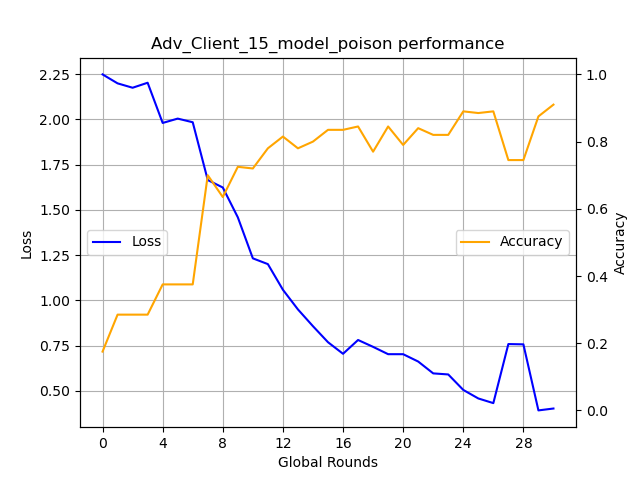 Adv_Client_15_model_poison performance
2.25
2.00
1.75
1.50
1.25
1.00
0.75
0.50
Loss
Loss
Accuracy
1.0
0.8
0.6
0.4
0.2
0.0
Accuracy
0 4 8 12 16 20 24 28
Global Rounds